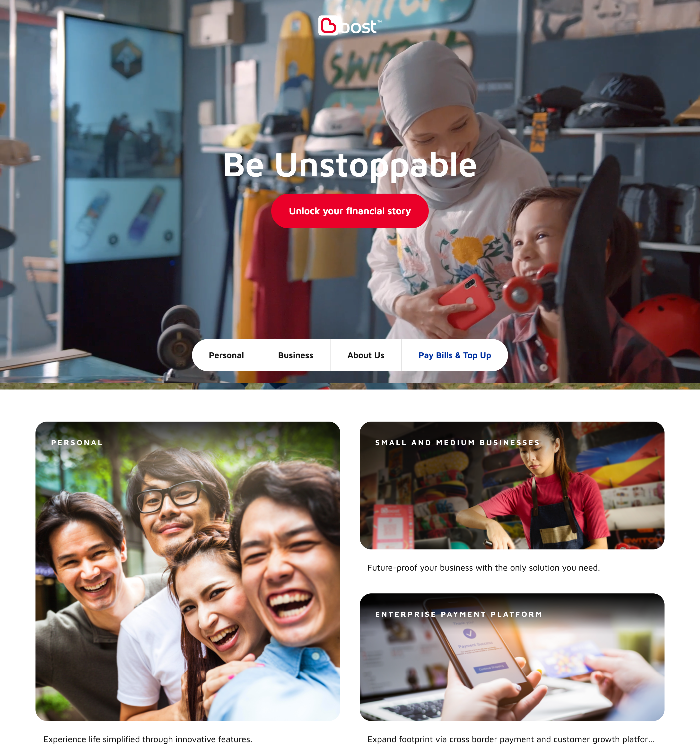 boost
Be Unstoppable
Unlock your financial story
Personal
Business
About Us
Pay Bills & Top Up
PERSONAL
SMALL AND MEDIUM BUSINESSES
Future-proof your business with the only solution you need.
ENTERPRISE PAYMENT PLATFORM
Experience life simplified through innovative features.
Expand footprint via cross border payment and customer growth platfor...